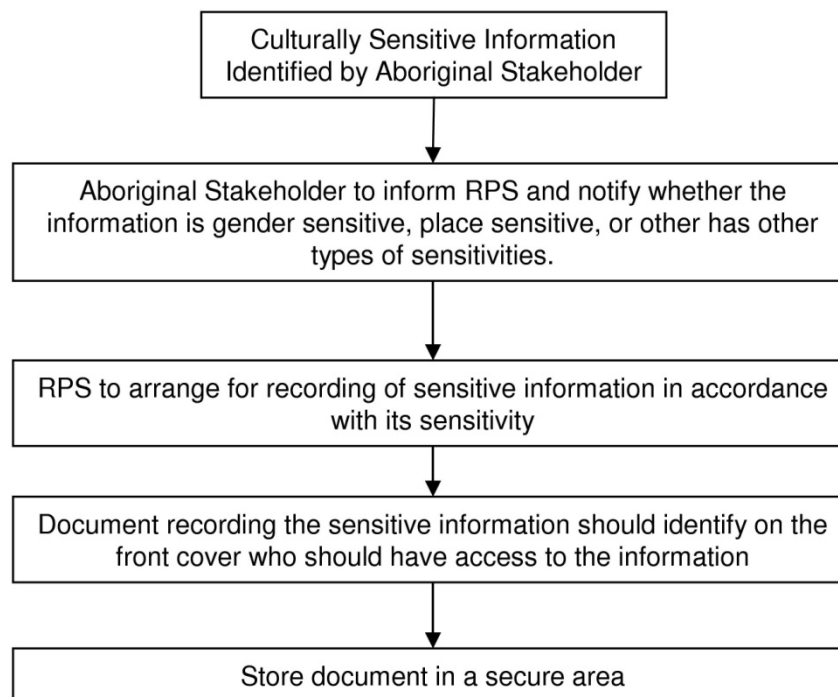 Culturally Sensitive Information
Identified by Aboriginal Stakeholder
Aboriginal Stakeholder to inform RPS and notify whether the
information is gender sensitive, place sensitive, or other has other
types of sensitivities.
RPS to arrange for recording of sensitive information in accordance
with its sensitivity
Document recording the sensitive information should identify on the
front cover who should have access to the information
Store document in a secure area